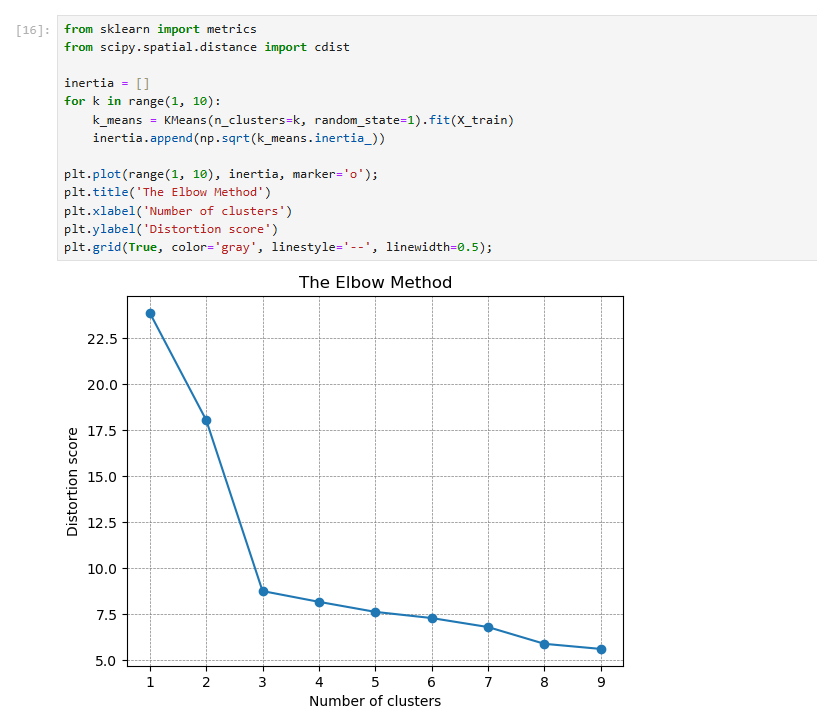 [16]:
from sklearn import metrics
from scipy.spatial.distance import cdist
inertia = []
for k in range(1, 10):
    k_means = KMeans(n_clusters=k, random_state=1).fit(X_train)
    inertia.append(np.sqrt(k_means.inertia_))
plt.plot(range(1, 10), inertia, marker='o');
plt.title('The Elbow Method')
plt.xlabel('Number of clusters')
plt.ylabel('Distortion score')
plt.grid(True, color='gray', linestyle='--', linewidth=0.5);
The Elbow Method
Distortion score
22.5
20.0
17.5
15.0
12.5
10.0
7.5
5.0
1 2 3 4 5 6 7 8 9
Number of clusters